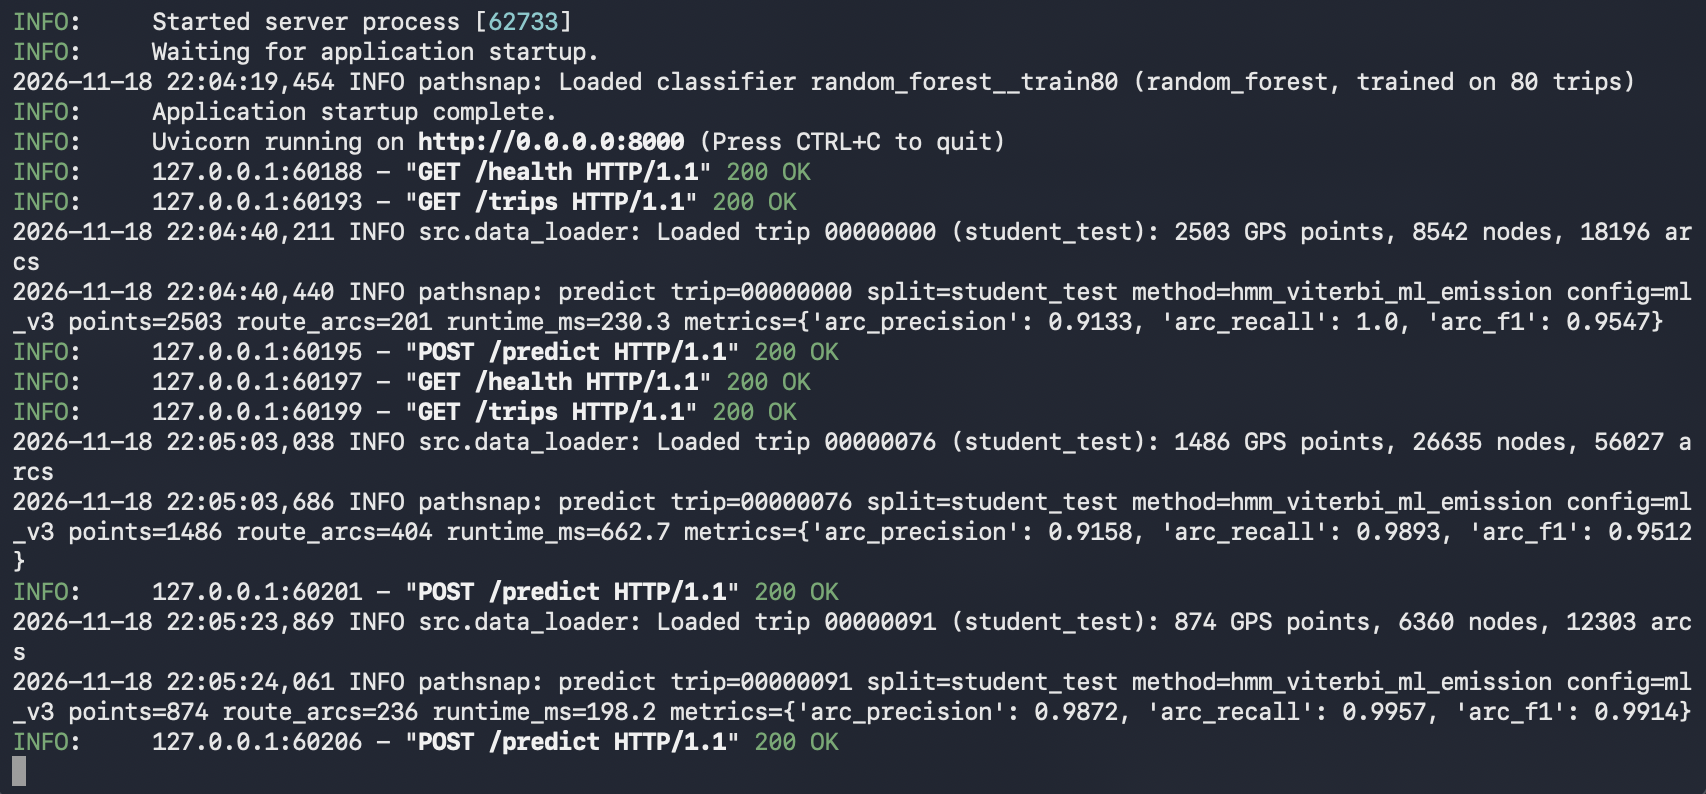 INFO:     Started server process [62733]
INFO:     Waiting for application startup.
2026-11-18 22:04:19,454 INFO pathsnap: Loaded classifier random_forest__train80 (random_forest, trained on 80 trips)
INFO:     Application startup complete.
INFO:     Uvicorn running on http://0.0.0.0:8000 (Press CTRL+C to quit)
INFO:     127.0.0.1:60188 - "GET /health HTTP/1.1" 200 OK
INFO:     127.0.0.1:60193 - "GET /trips HTTP/1.1" 200 OK
2026-11-18 22:04:40,211 INFO src.data_loader: Loaded trip 00000000 (student_test): 2503 GPS points, 8542 nodes, 18196 ar
cs
2026-11-18 22:04:40,440 INFO pathsnap: predict trip=00000000 split=student_test method=hmm_viterbi_ml_emission config=ml
_v3 points=2503 route_arcs=201 runtime_ms=230.3 metrics={'arc_precision': 0.9133, 'arc_recall': 1.0, 'arc_f1': 0.9547}
INFO:     127.0.0.1:60195 - "POST /predict HTTP/1.1" 200 OK
INFO:     127.0.0.1:60197 - "GET /health HTTP/1.1" 200 OK
INFO:     127.0.0.1:60199 - "GET /trips HTTP/1.1" 200 OK
2026-11-18 22:05:03,038 INFO src.data_loader: Loaded trip 00000076 (student_test): 1486 GPS points, 26635 nodes, 56027 a
rcs
2026-11-18 22:05:03,686 INFO pathsnap: predict trip=00000076 split=student_test method=hmm_viterbi_ml_emission config=ml
_v3 points=1486 route_arcs=404 runtime_ms=662.7 metrics={'arc_precision': 0.9158, 'arc_recall': 0.9893, 'arc_f1': 0.9512
}
INFO:     127.0.0.1:60201 - "POST /predict HTTP/1.1" 200 OK
2026-11-18 22:05:23,869 INFO src.data_loader: Loaded trip 00000091 (student_test): 874 GPS points, 6360 nodes, 12303 arc
s
2026-11-18 22:05:24,061 INFO pathsnap: predict trip=00000091 split=student_test method=hmm_viterbi_ml_emission config=ml
_v3 points=874 route_arcs=236 runtime_ms=198.2 metrics={'arc_precision': 0.9872, 'arc_recall': 0.9957, 'arc_f1': 0.9914}
INFO:     127.0.0.1:60206 - "POST /predict HTTP/1.1" 200 OK